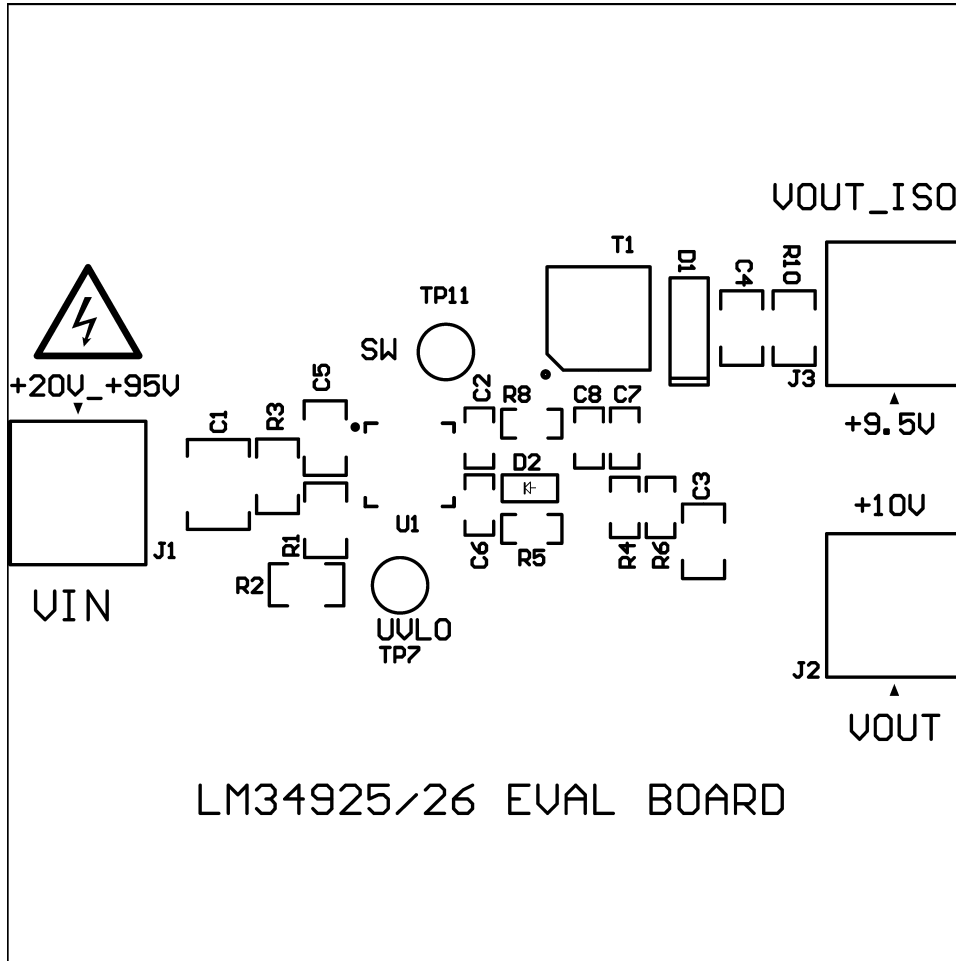 VOUT_ISO
T1
D1
C4
R10
TP11
SW
J3
+20V_+95V
C5
C2
R8
C8
C7
C1
R3
+9.5V
D2
C3
+10V
U1
J1
R1
C6
R5
R4
R6
R2
VIN
UVLO
TP7
J2
VOUT
LM34925/26 EVAL BOARD